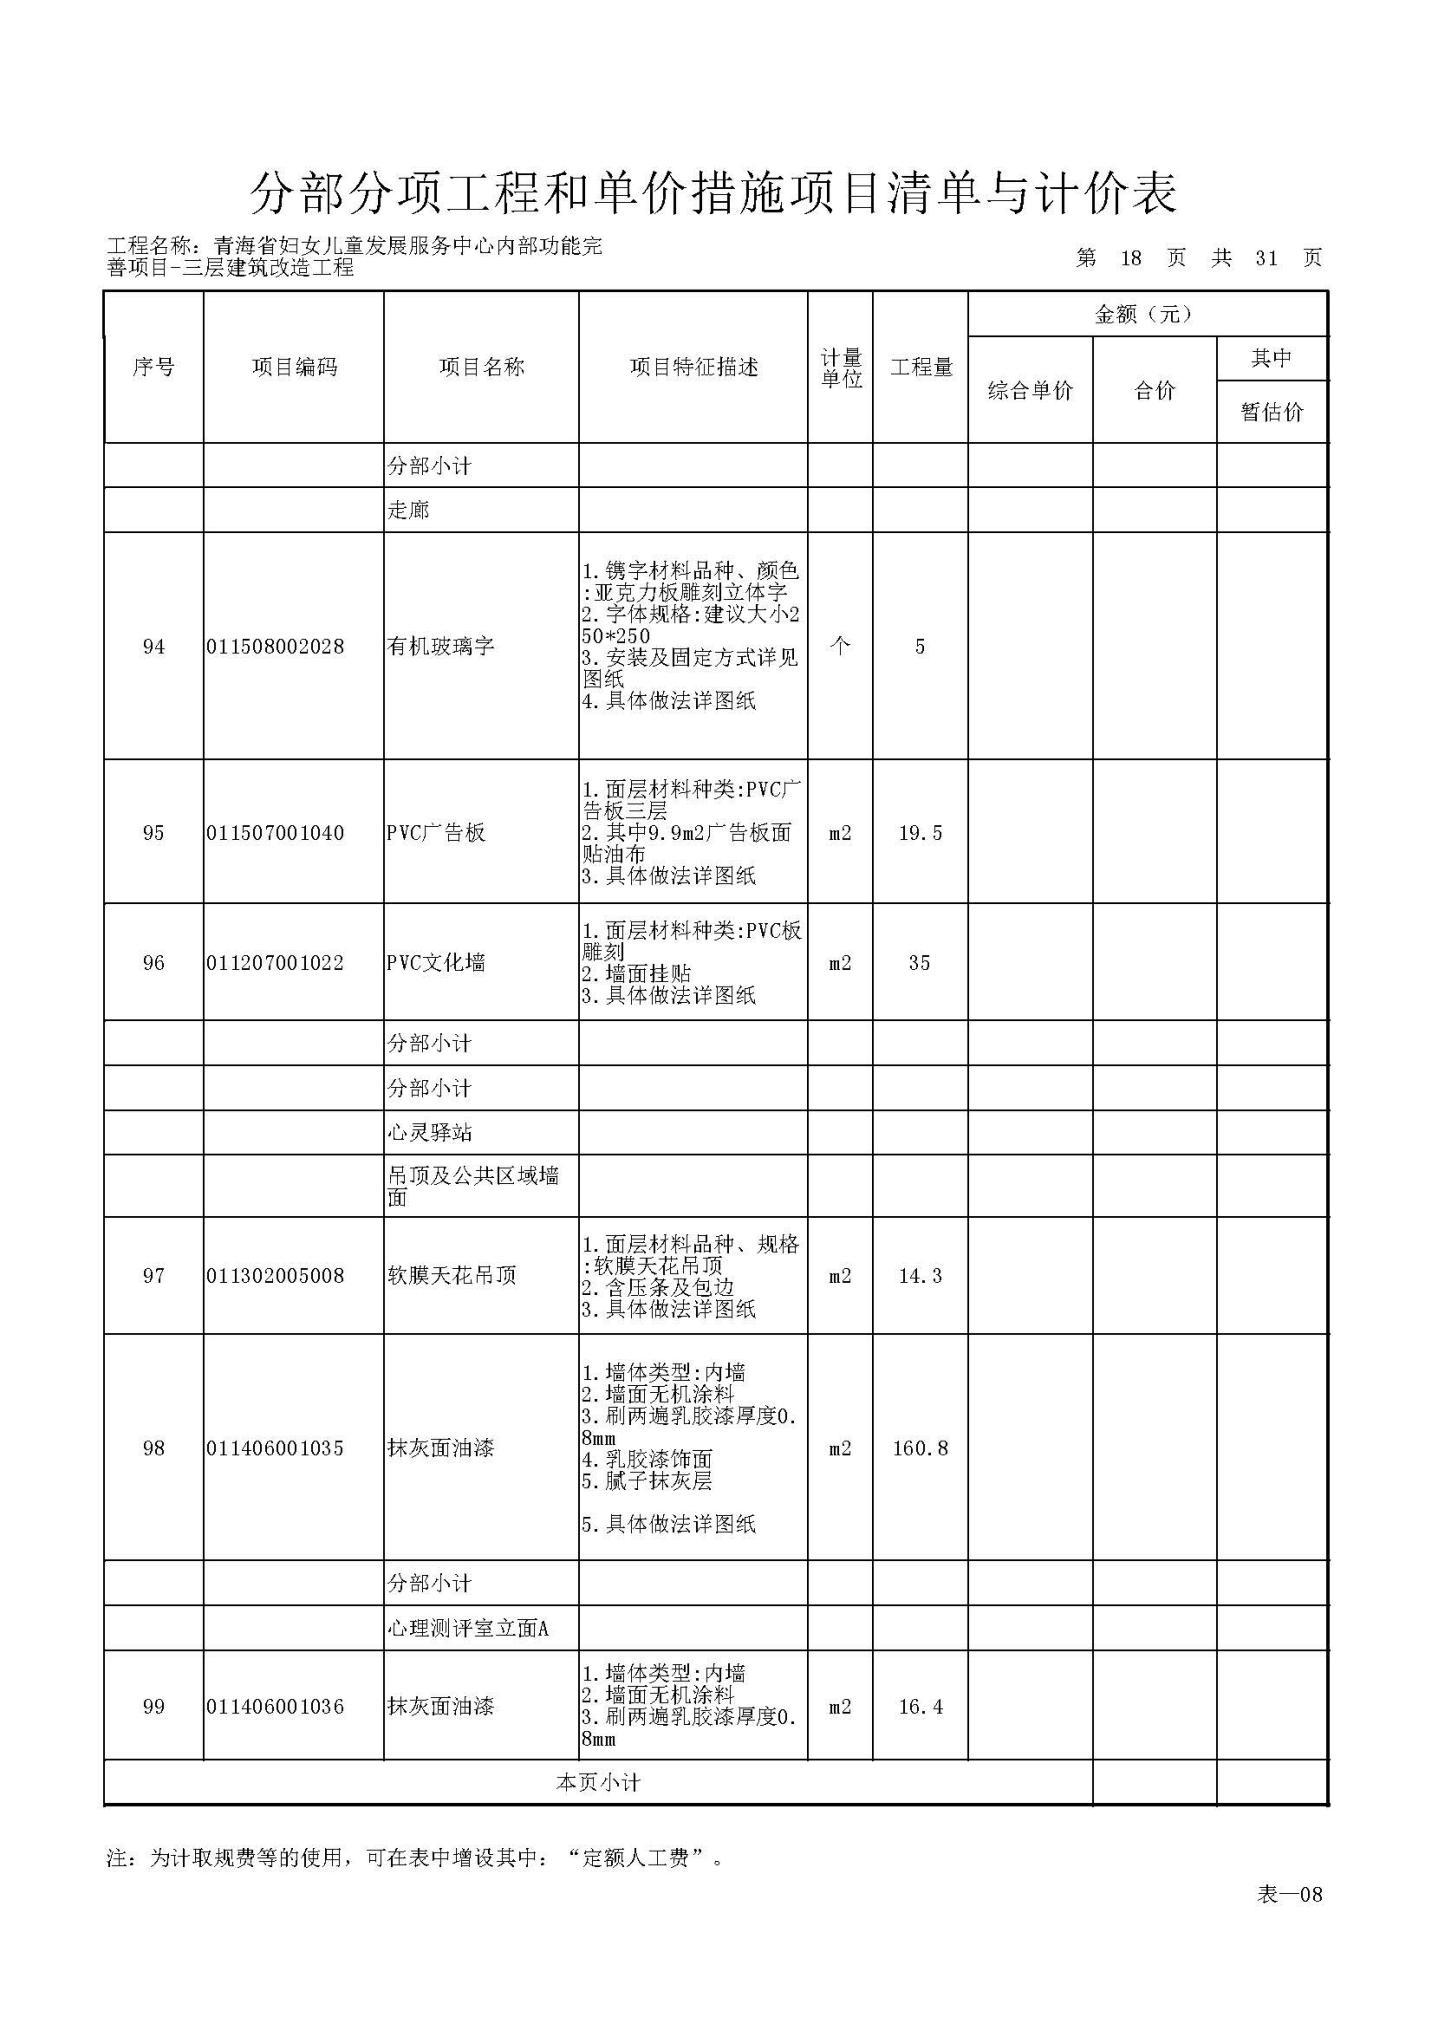 分部分项工程和单价措施项目清单与计价表
工程名称：青海省妇女儿童发展服务中心内部功能完
善项目-三层建筑改造工程
第 18 页 共 31 页
序号
项目编码
项目名称
项目特征描述
计量
单位
工程量
金额（元）
综合单价
合价
其中
暂估价
分部小计
走廊
94
011508002028
有机玻璃字
1.镌字材料品种、颜色
:亚克力板雕刻立体字
2.字体规格:建议大小2
50*250
3.安装及固定方式详见
图纸
4.具体做法详图纸
个
5
95
011507001040
PVC广告板
1.面层材料种类:PVC广
告板三层
2.其中9.9m2广告板面
贴油布
3.具体做法详图纸
m2
19.5
96
011207001022
PVC文化墙
1.面层材料种类:PVC板
雕刻
2.墙面挂贴
3.具体做法详图纸
m2
35
分部小计
分部小计
心灵驿站
吊顶及公共区域墙
面
97
011302005008
软膜天花吊顶
1.面层材料品种、规格
:软膜天花吊顶
2.含压条及包边
3.具体做法详图纸
m2
14.3
98
011406001035
抹灰面油漆
1.墙体类型:内墙
2.墙面无机涂料
3.刷两遍乳胶漆厚度0.
8mm
4.乳胶漆饰面
5.腻子抹灰层
5.具体做法详图纸
m2
160.8
分部小计
心理测评室立面A
99
011406001036
抹灰面油漆
1.墙体类型:内墙
2.墙面无机涂料
3.刷两遍乳胶漆厚度0.
8mm
m2
16.4
本页小计
注：为计取规费等的使用，可在表中增设其中：“定额人工费”。
表—08